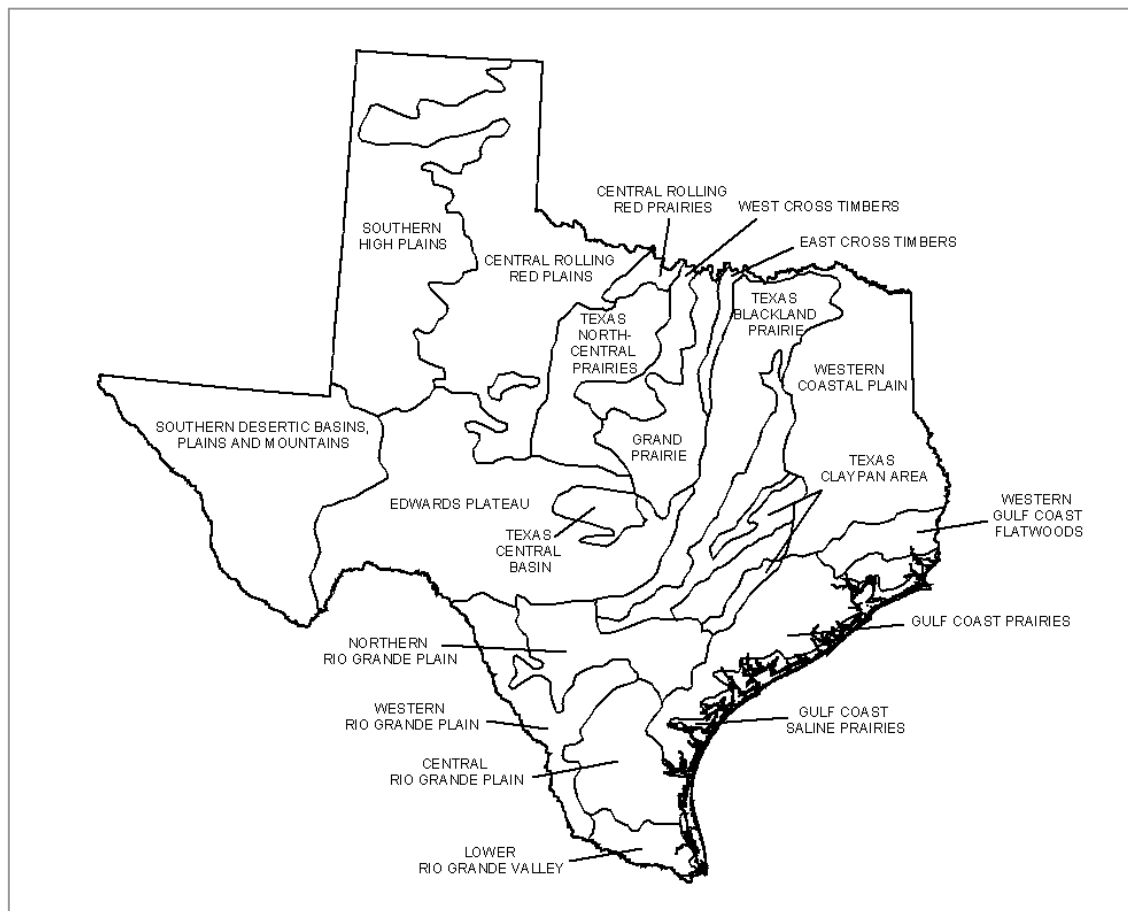 CENTRAL ROLLING
RED PRAIRIES
WEST CROSS TIMBERS
EAST CROSS TIMBERS
SOUTHERN
HIGH PLAINS
CENTRAL ROLLING
RED PLAINS
TEXAS
NORTH-
CENTRAL
PRAIRIES
TEXAS
BLACKLAND
PRAIRIE
WESTERN
COASTAL PLAIN
SOUTHERN DESERTIC BASINS,
PLAINS AND MOUNTAINS
GRAND
PRAIRIE
TEXAS
CLAYPAN AREA
EDWARDS PLATEAU
TEXAS
CENTRAL
BASIN
WESTERN
GULF COAST
FLATWOODS
GULF COAST PRAIRIES
NORTHERN
RIO GRANDE PLAIN
WESTERN
RIO GRANDE PLAIN
GULF COAST
SALINE PRAIRIES
CENTRAL
RIO GRANDE PLAIN
LOWER
RIO GRANDE VALLEY